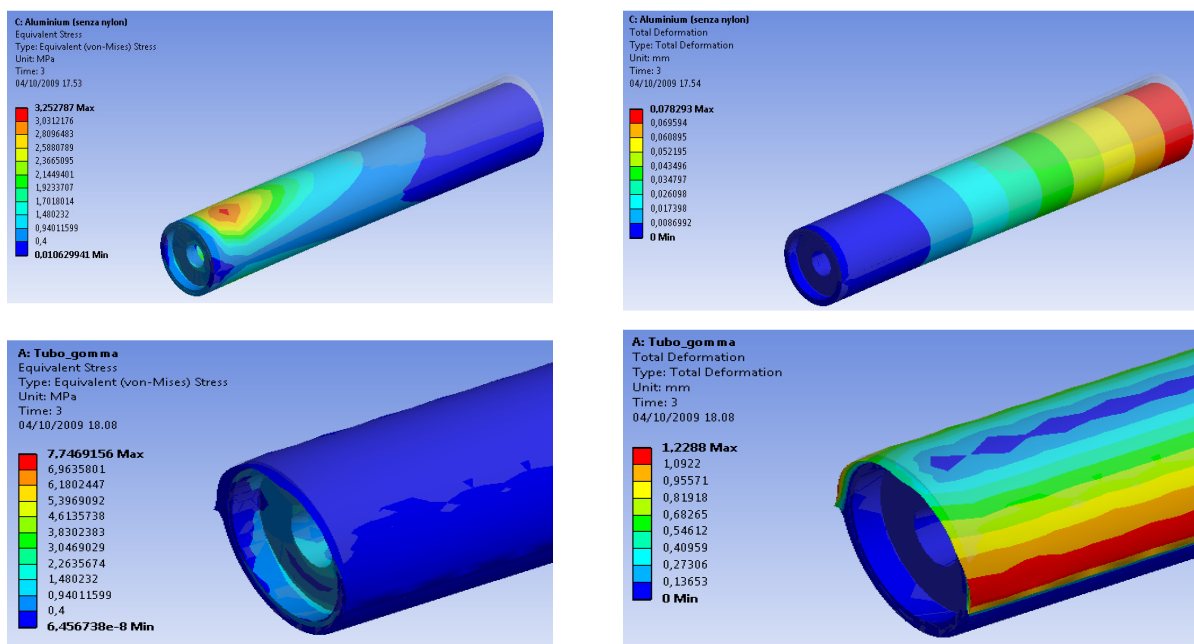 C: Aluminium (senza nylon)
Equivalent Stress
Type: Equivalent (von-Mises) Stress
Unit: MPa
Time: 3
04/10/2009 17.53
3,252787 Max
3,0312176
2,8096483
2,5880789
2,3665095
2,1449401
1,9233707
1,7018014
1,480232
0,94011599
0,4
0,010629941 Min
C: Aluminium (senza nylon)
Total Deformation
Type: Total Deformation
Unit: mm
Time: 3
04/10/2009 17.54
0,078293 Max
0,069594
0,060895
0,052195
0,043496
0,034797
0,026098
0,017398
0,0086992
0 Min
A: Tubo_gomma
Equivalent Stress
Type: Equivalent (von-Mises) Stress
Unit: MPa
Time: 3
04/10/2009 18.08
7,7469156 Max
6,9635801
6,1802447
5,3969092
4,6135738
3,8302383
3,0469029
2,2635674
1,480232
0,94011599
0,4
6,456738e-8 Min
A: Tubo_gomma
Total Deformation
Type: Total Deformation
Unit: mm
Time: 3
04/10/2009 18.08
1,2288 Max
1,0922
0,95571
0,81918
0,68265
0,54612
0,40959
0,27306
0,13653
0 Min